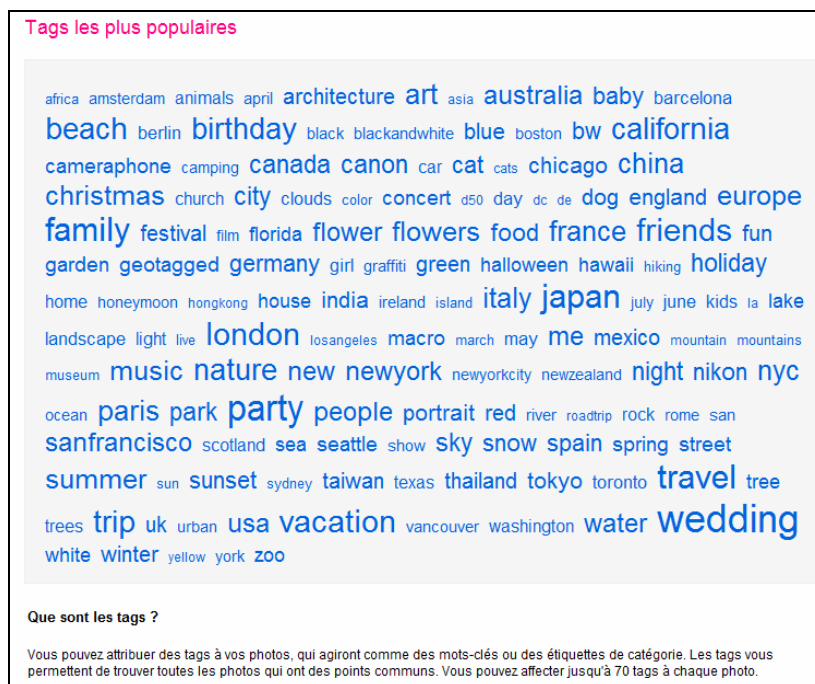 Tags les plus populaires
africa amsterdam animals april architecture art asia australia baby barcelona
beach berlin birthday black blackandwhite blue boston bw california
cameraphone camping canada canon car cat cats chicago china
christmas church city clouds color concert d50 day dc de dog england europe
family festival film florida flower flowers food france friends fun
garden geotagged germany girl graffiti green halloween hawaii hiking holiday
home honeymoon hongkong house india ireland island italy japan july june kids la lake
landscape light live london losangeles macro march may me mexico mountain mountains
museum music nature new newyork newyorkcity newzealand night nikon nyc
ocean paris park party people portrait red river roadtrip rock rome san
sanfrancisco scotland sea seattle show sky snow spain spring street
summer sun sunset sydney taiwan texas thailand tokyo toronto travel tree
trees trip uk urban usa vacation vancouver washington water wedding
white winter yellow york zoo
Que sont les tags ?
Vous pouvez attribuer des tags à vos photos, qui agiront comme des mots-clés ou des étiquettes de catégorie. Les tags vous
permettent de trouver toutes les photos qui ont des points communs. Vous pouvez affecter jusqu'à 70 tags à chaque photo.